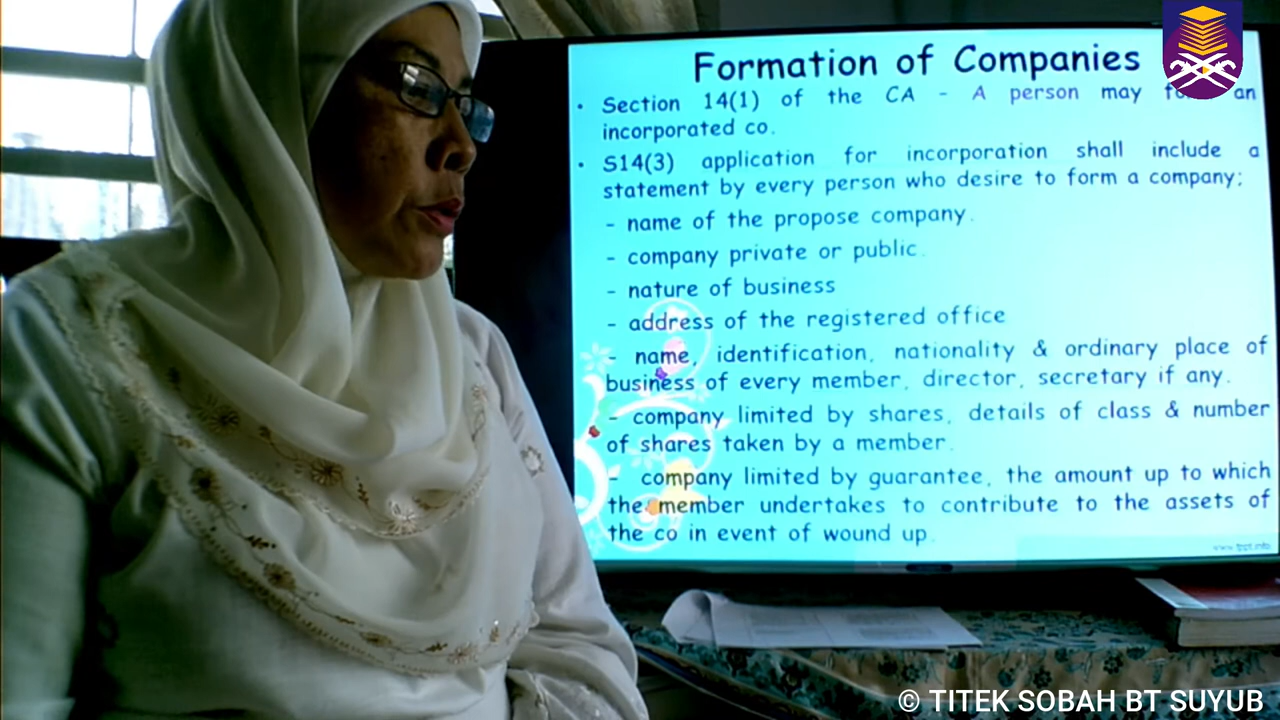 Formation of Companies
• Section 14(1) of the CA - A person may an
incorporated co.
• S14(3) application for incorporation shall include a
statement by every person who desire to form a company:
- name of the propose company.
- company private or public.
- nature of business
- address of the registered office
- name, identification, nationality & ordinary place of
business of every member, director, secretary if any.
- company limited by shares, details of class & number
of shares taken by a member.
- company limited by guarantee, the amount up to which
the member undertakes to contribute to the assets of
the co in event of wound up.
© TITEK SOBAH BT SUYUB